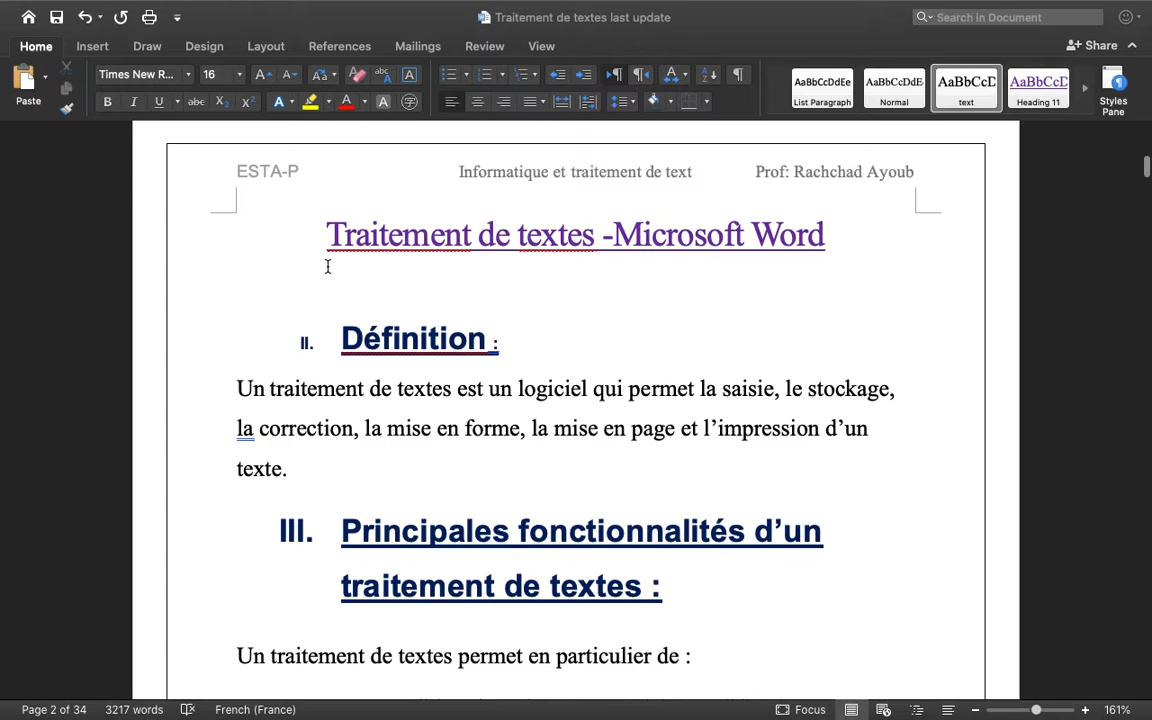 Traitement de textes last update
Search in Document
Home Insert Draw Design Layout References Mailings Review View Share
Paste
Times New R... 16
AaBbCcDdEe AaBbCcDdE AaBbCcD AaBbCcD
List Paragraph Normal text Heading 11
Styles
Pane
ESTA-P Informatique et traitement de text Prof: Rachchad Ayoub
Traitement de textes -Microsoft Word
II. Définition :
Un traitement de textes est un logiciel qui permet la saisie, le stockage,
la correction, la mise en forme, la mise en page et l’impression d’un
texte.
III. Principales fonctionnalités d’un
traitement de textes :
Un traitement de textes permet en particulier de :
Page 2 of 34 3217 words French (France) Focus 161%